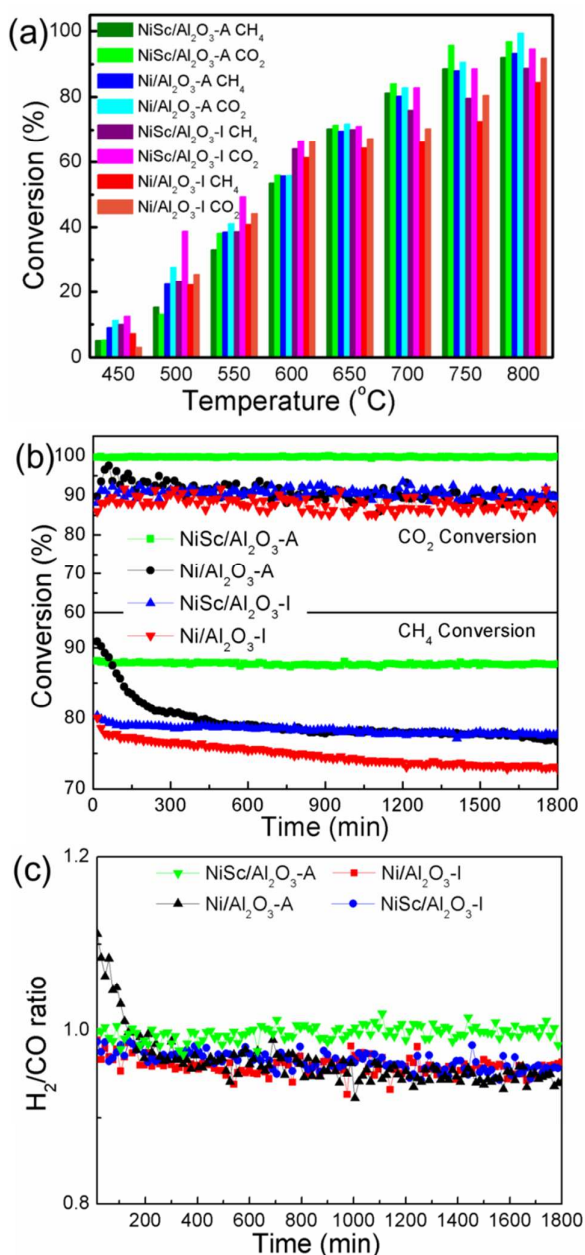 (a)
NiSc/Al₂O₃-A CH₄
NiSc/Al₂O₃-A CO₂
Ni/Al₂O₃-A CH₄
Ni/Al₂O₃-A CO₂
NiSc/Al₂O₃-I CH₄
NiSc/Al₂O₃-I CO₂
Ni/Al₂O₃-I CH₄
Ni/Al₂O₃-I CO₂
Conversion (%)
100
80
60
40
20
0
450 500 550 600 650 700 750 800
Temperature (°C)
(b)
Conversion (%)
100
90
80
70
60
90
80
70
CO₂ Conversion
NiSc/Al₂O₃-A
Ni/Al₂O₃-A
NiSc/Al₂O₃-I
Ni/Al₂O₃-I
CH₄ Conversion
0 300 600 900 1200 1500 1800
Time (min)
(c)
H₂/CO ratio
1.2
1.0
0.8
NiSc/Al₂O₃-A Ni/Al₂O₃-I
Ni/Al₂O₃-A NiSc/Al₂O₃-I
200 400 600 800 1000 1200 1400 1600 1800
Time (min)